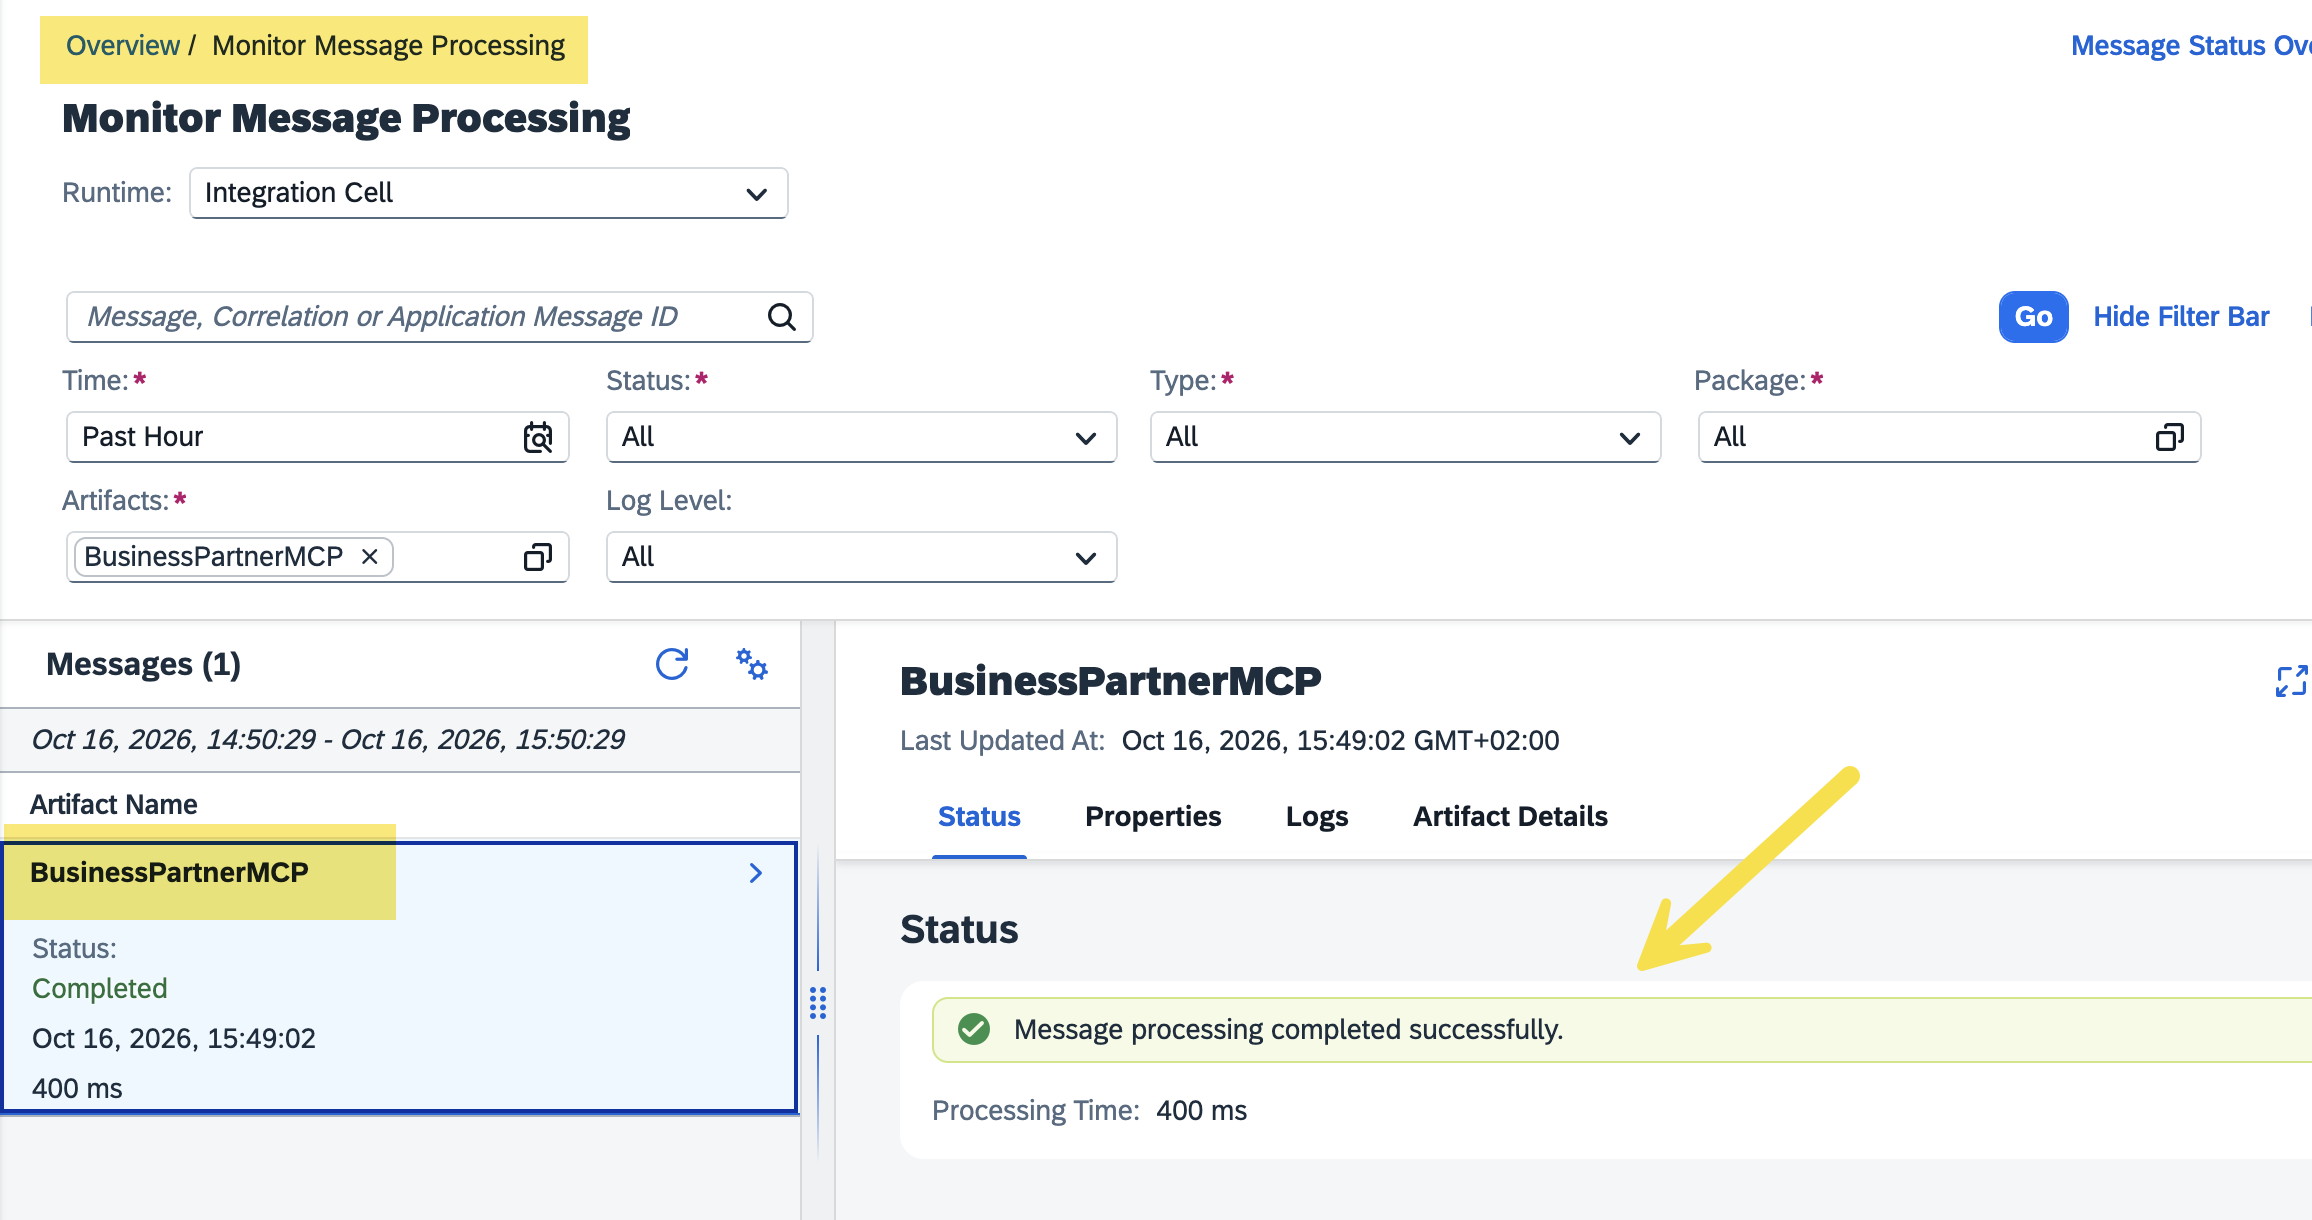 Overview / Monitor Message Processing
Message Status Ov
Monitor Message Processing
Runtime: Integration Cell
Message, Correlation or Application Message ID
Go Hide Filter Bar
Time:* Status:* Type:* Package:*
Past Hour All All All
Artifacts:* Log Level:
BusinessPartnerMCP All
Messages (1)
Oct 16, 2026, 14:50:29 - Oct 16, 2026, 15:50:29
Artifact Name
BusinessPartnerMCP
Status:
Completed
Oct 16, 2026, 15:49:02
400 ms
BusinessPartnerMCP
Last Updated At: Oct 16, 2026, 15:49:02 GMT+02:00
Status Properties Logs Artifact Details
Status
Message processing completed successfully.
Processing Time: 400 ms